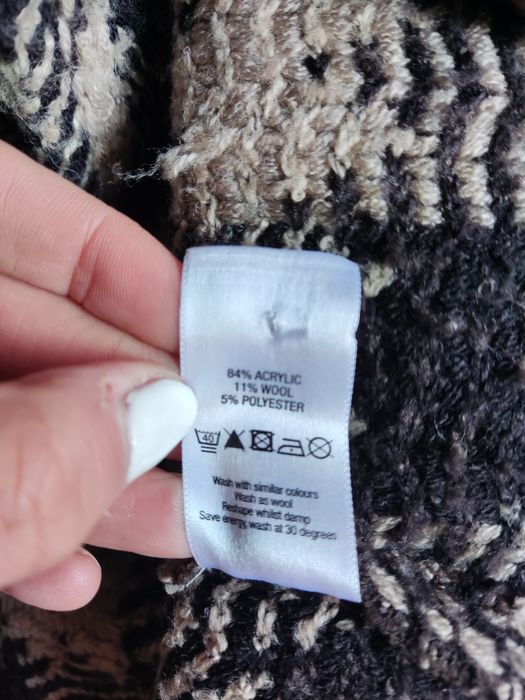 84% ACRYLIC
11% WOOL
5% POLYESTER
40
Wash with similar colours
Wash as wool
Reshape whilst damp
Save energy wash at 30 degrees